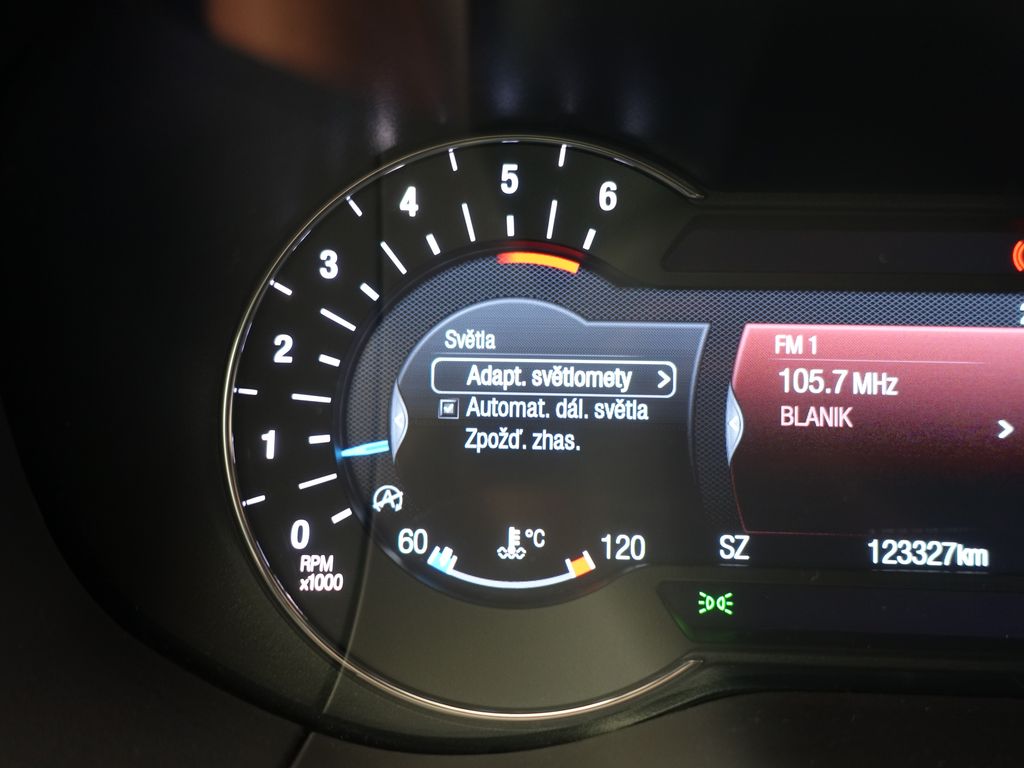 6
5
4
3
2
1
0
RPM
x1000
Světla
Adapt. světlomety
Automat. dál. světla
Zpožď. zhas.
60
°C
120
FM 1
105.7 MHz
BLANIK
SZ
123327km